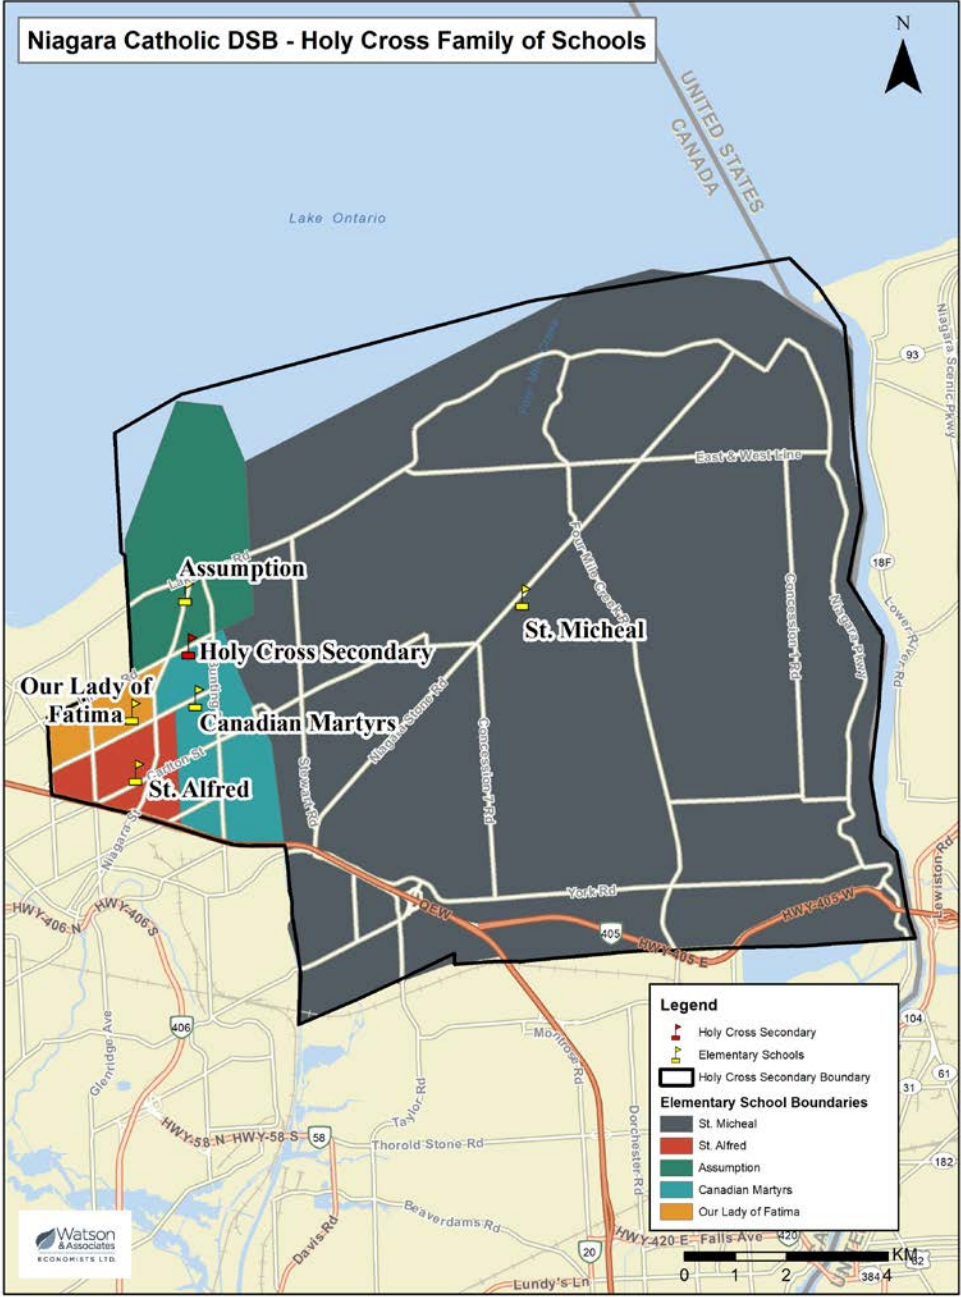 Niagara Catholic DSB - Holy Cross Family of Schools
N
UNITED STATES
CANADA
Lake Ontario
Niagara Scenic Pkwy
93
East & West Line
18F
Four Mile Creek
Concession 1 Rd
Niagara Pkwy
Lower River Rd
Assumption
St. Micheal
Holy Cross Secondary
Our Lady of
Fatima
Bunting
Canadian Martyrs
Niagara Stone Rd
Concession 7 Rd
Carlton St
St. Alfred
Stewart Rd
Niagara St
York Rd
Lewiston Rd
QEW
405
HWY-405 W
HWY-405 E
HWY-406 N
HWY-406 S
406
Glenridge Ave
Montrose Rd
Taylor Rd
Dorchester Rd
HWY-58 N
HWY-58 S
58
Thorold Stone Rd
Beaverdams Rd
Davis Rd
20
HWY-420 E
Falls Ave
420
Lundy's Ln
104
61
31
182
384
Legend
Holy Cross Secondary
Elementary Schools
Holy Cross Secondary Boundary
Elementary School Boundaries
St. Micheal
St. Alfred
Assumption
Canadian Martyrs
Our Lady of Fatima
Watson
& Associates
ECONOMISTS LTD.
KM
0 1 2 4